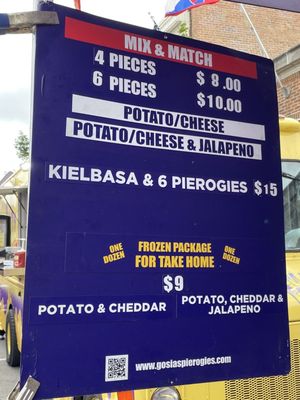 MIX & MATCH
4 PIECES $ 8.00
6 PIECES $10.00
POTATO/CHEESE
POTATO/CHEESE & JALAPENO
KIELBASA & 6 PIEROGIES $15
ONE DOZEN FROZEN PACKAGE FOR TAKE HOME ONE DOZEN
$9
POTATO & CHEDDAR
POTATO, CHEDDAR & JALAPENO
www.gosiaspierogies.com